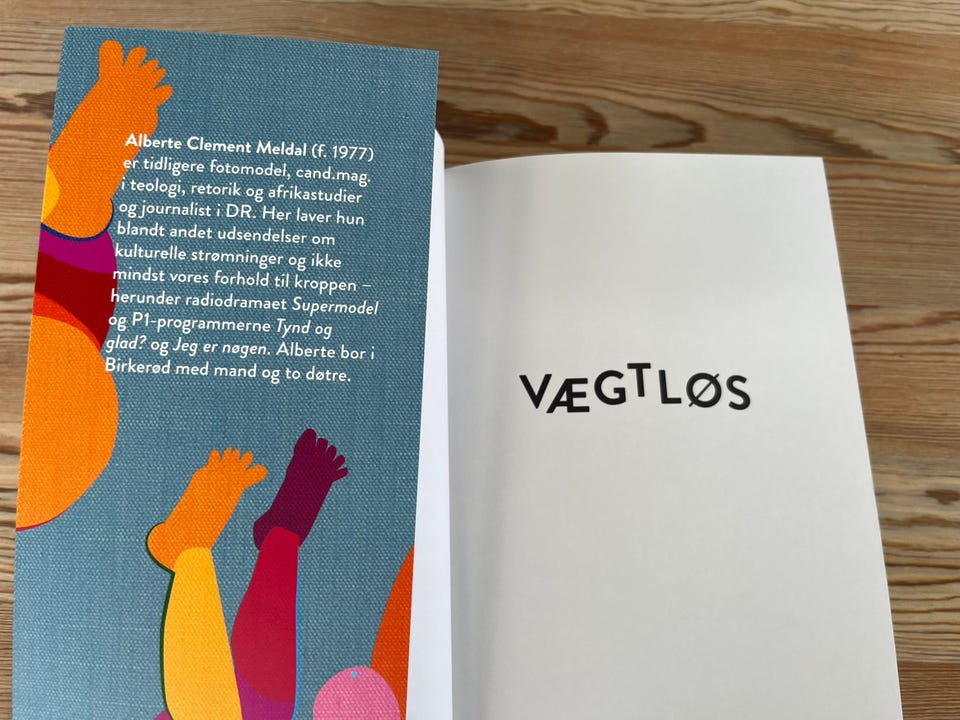 Alberte Clement Meldal (f. 1977)
er tidligere fotomodel, cand.mag.
i teologi, retorik og afrikastudier
og journalist i DR. Her laver hun
blandt andet udsendelser om
kulturelle strømninger og ikke
mindst vores forhold til kroppen –
herunder radiodramaet Supermodel
og P1-programmerne Tynd og
glad? og Jeg er nøgen. Alberte bor i
Birkerød med mand og to døtre.
VÆGTLØS